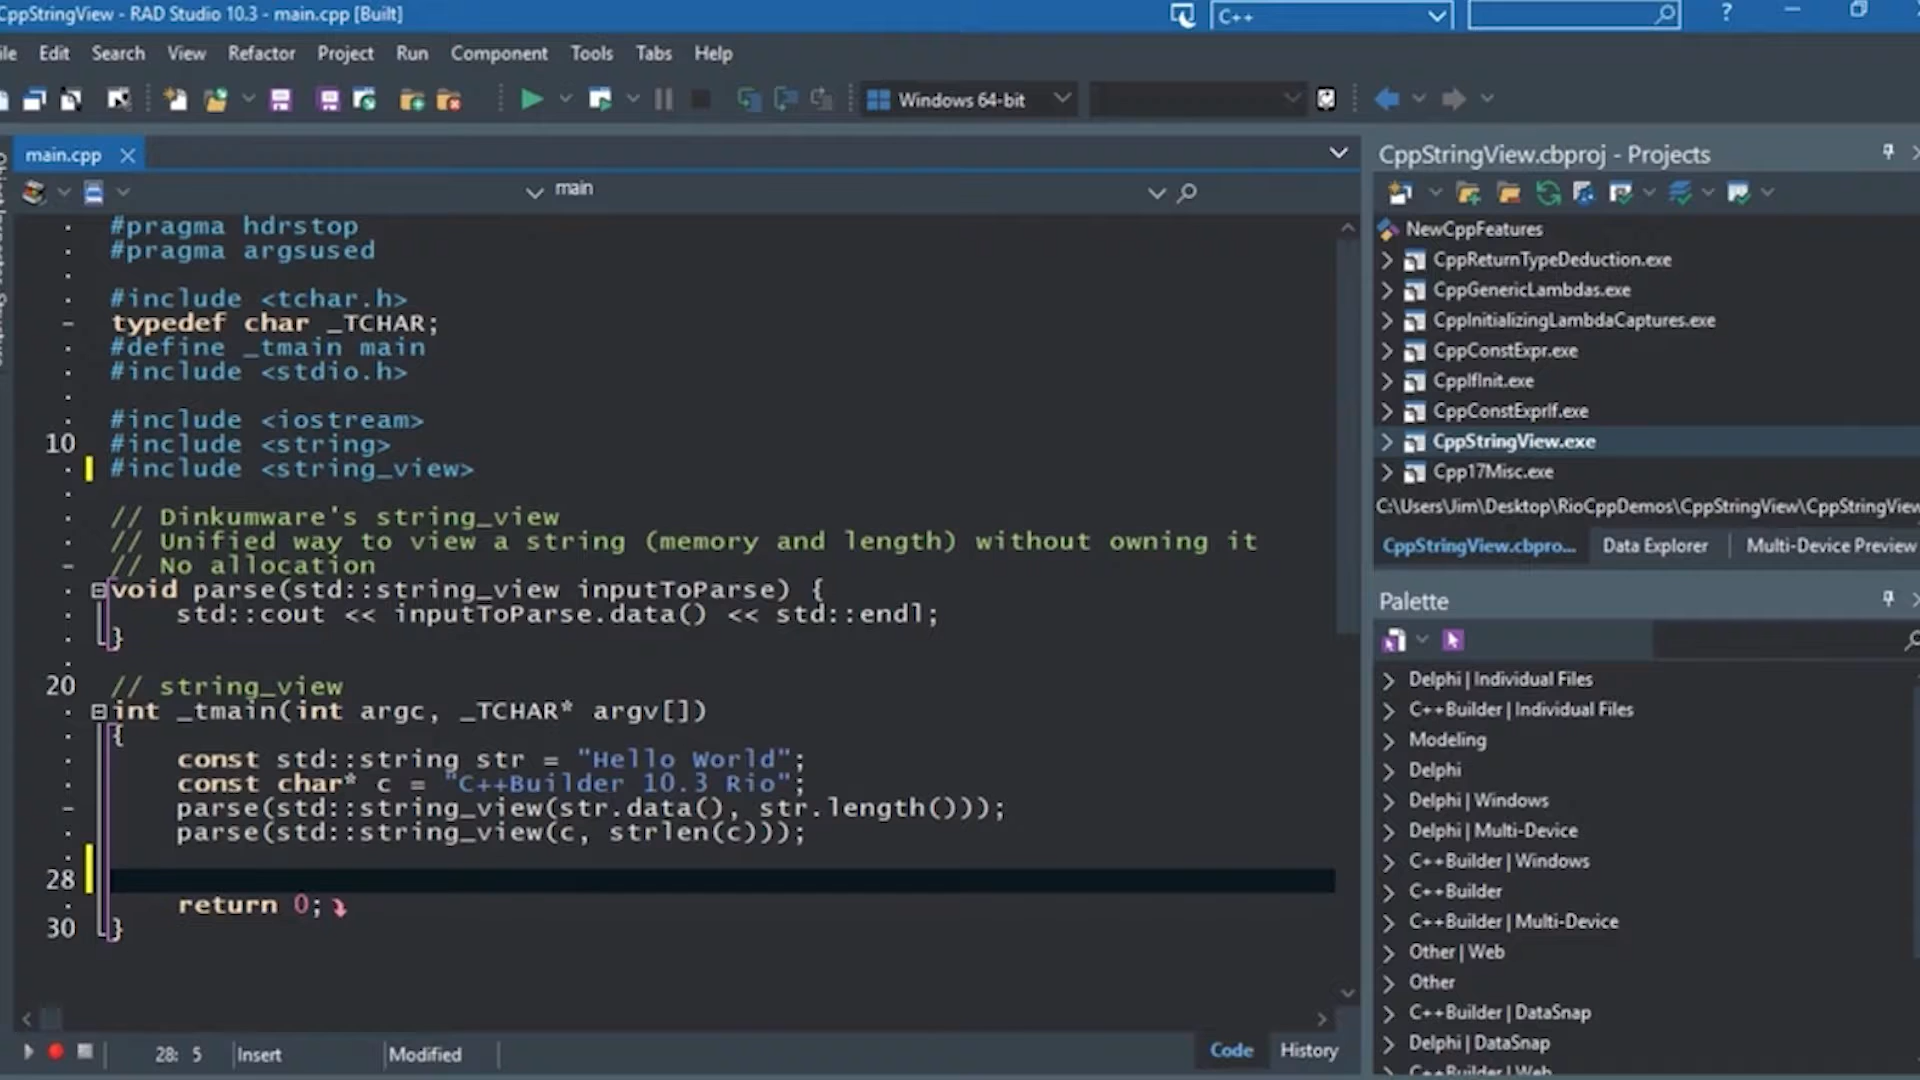 CppStringView - RAD Studio 10.3 - main.cpp [Built]
C++
?
Edit Search View Refactor Project Run Component Tools Tabs Help
Windows 64-bit
main.cpp
main
#pragma hdrstop
#pragma argsused
#include <tchar.h>
typedef char _TCHAR;
#define _tmain main
#include <stdio.h>
#include <iostream>
10 #include <string>
#include <string_view>
// Dinkumware's string_view
// Unified way to view a string (memory and length) without owning it
// No allocation
void parse(std::string_view inputToParse) {
std::cout << inputToParse.data() << std::endl;
}
20 // string_view
int _tmain(int argc, _TCHAR* argv[])
{
const std::string str = "Hello World";
const char* c = "C++Builder 10.3 Rio";
parse(std::string_view(str.data(), str.length()));
parse(std::string_view(c, strlen(c)));
28
return 0;
30 }
28: 5 Insert Modified
Code History
CppStringView.cbproj - Projects
NewCppFeatures
CppReturnTypeDeduction.exe
CppGenericLambdas.exe
CppInitializingLambdaCaptures.exe
CppConstExpr.exe
CppIfInit.exe
CppConstExprIf.exe
CppStringView.exe
Cpp17Misc.exe
C:\Users\Jim\Desktop\RioCppDemos\CppStringView\CppStringView
CppStringView.cbpro... Data Explorer Multi-Device Preview
Palette
Delphi | Individual Files
C++Builder | Individual Files
Modeling
Delphi
Delphi | Windows
Delphi | Multi-Device
C++Builder | Windows
C++Builder
C++Builder | Multi-Device
Other | Web
Other
C++Builder | DataSnap
Delphi | DataSnap
C++Builder | Web